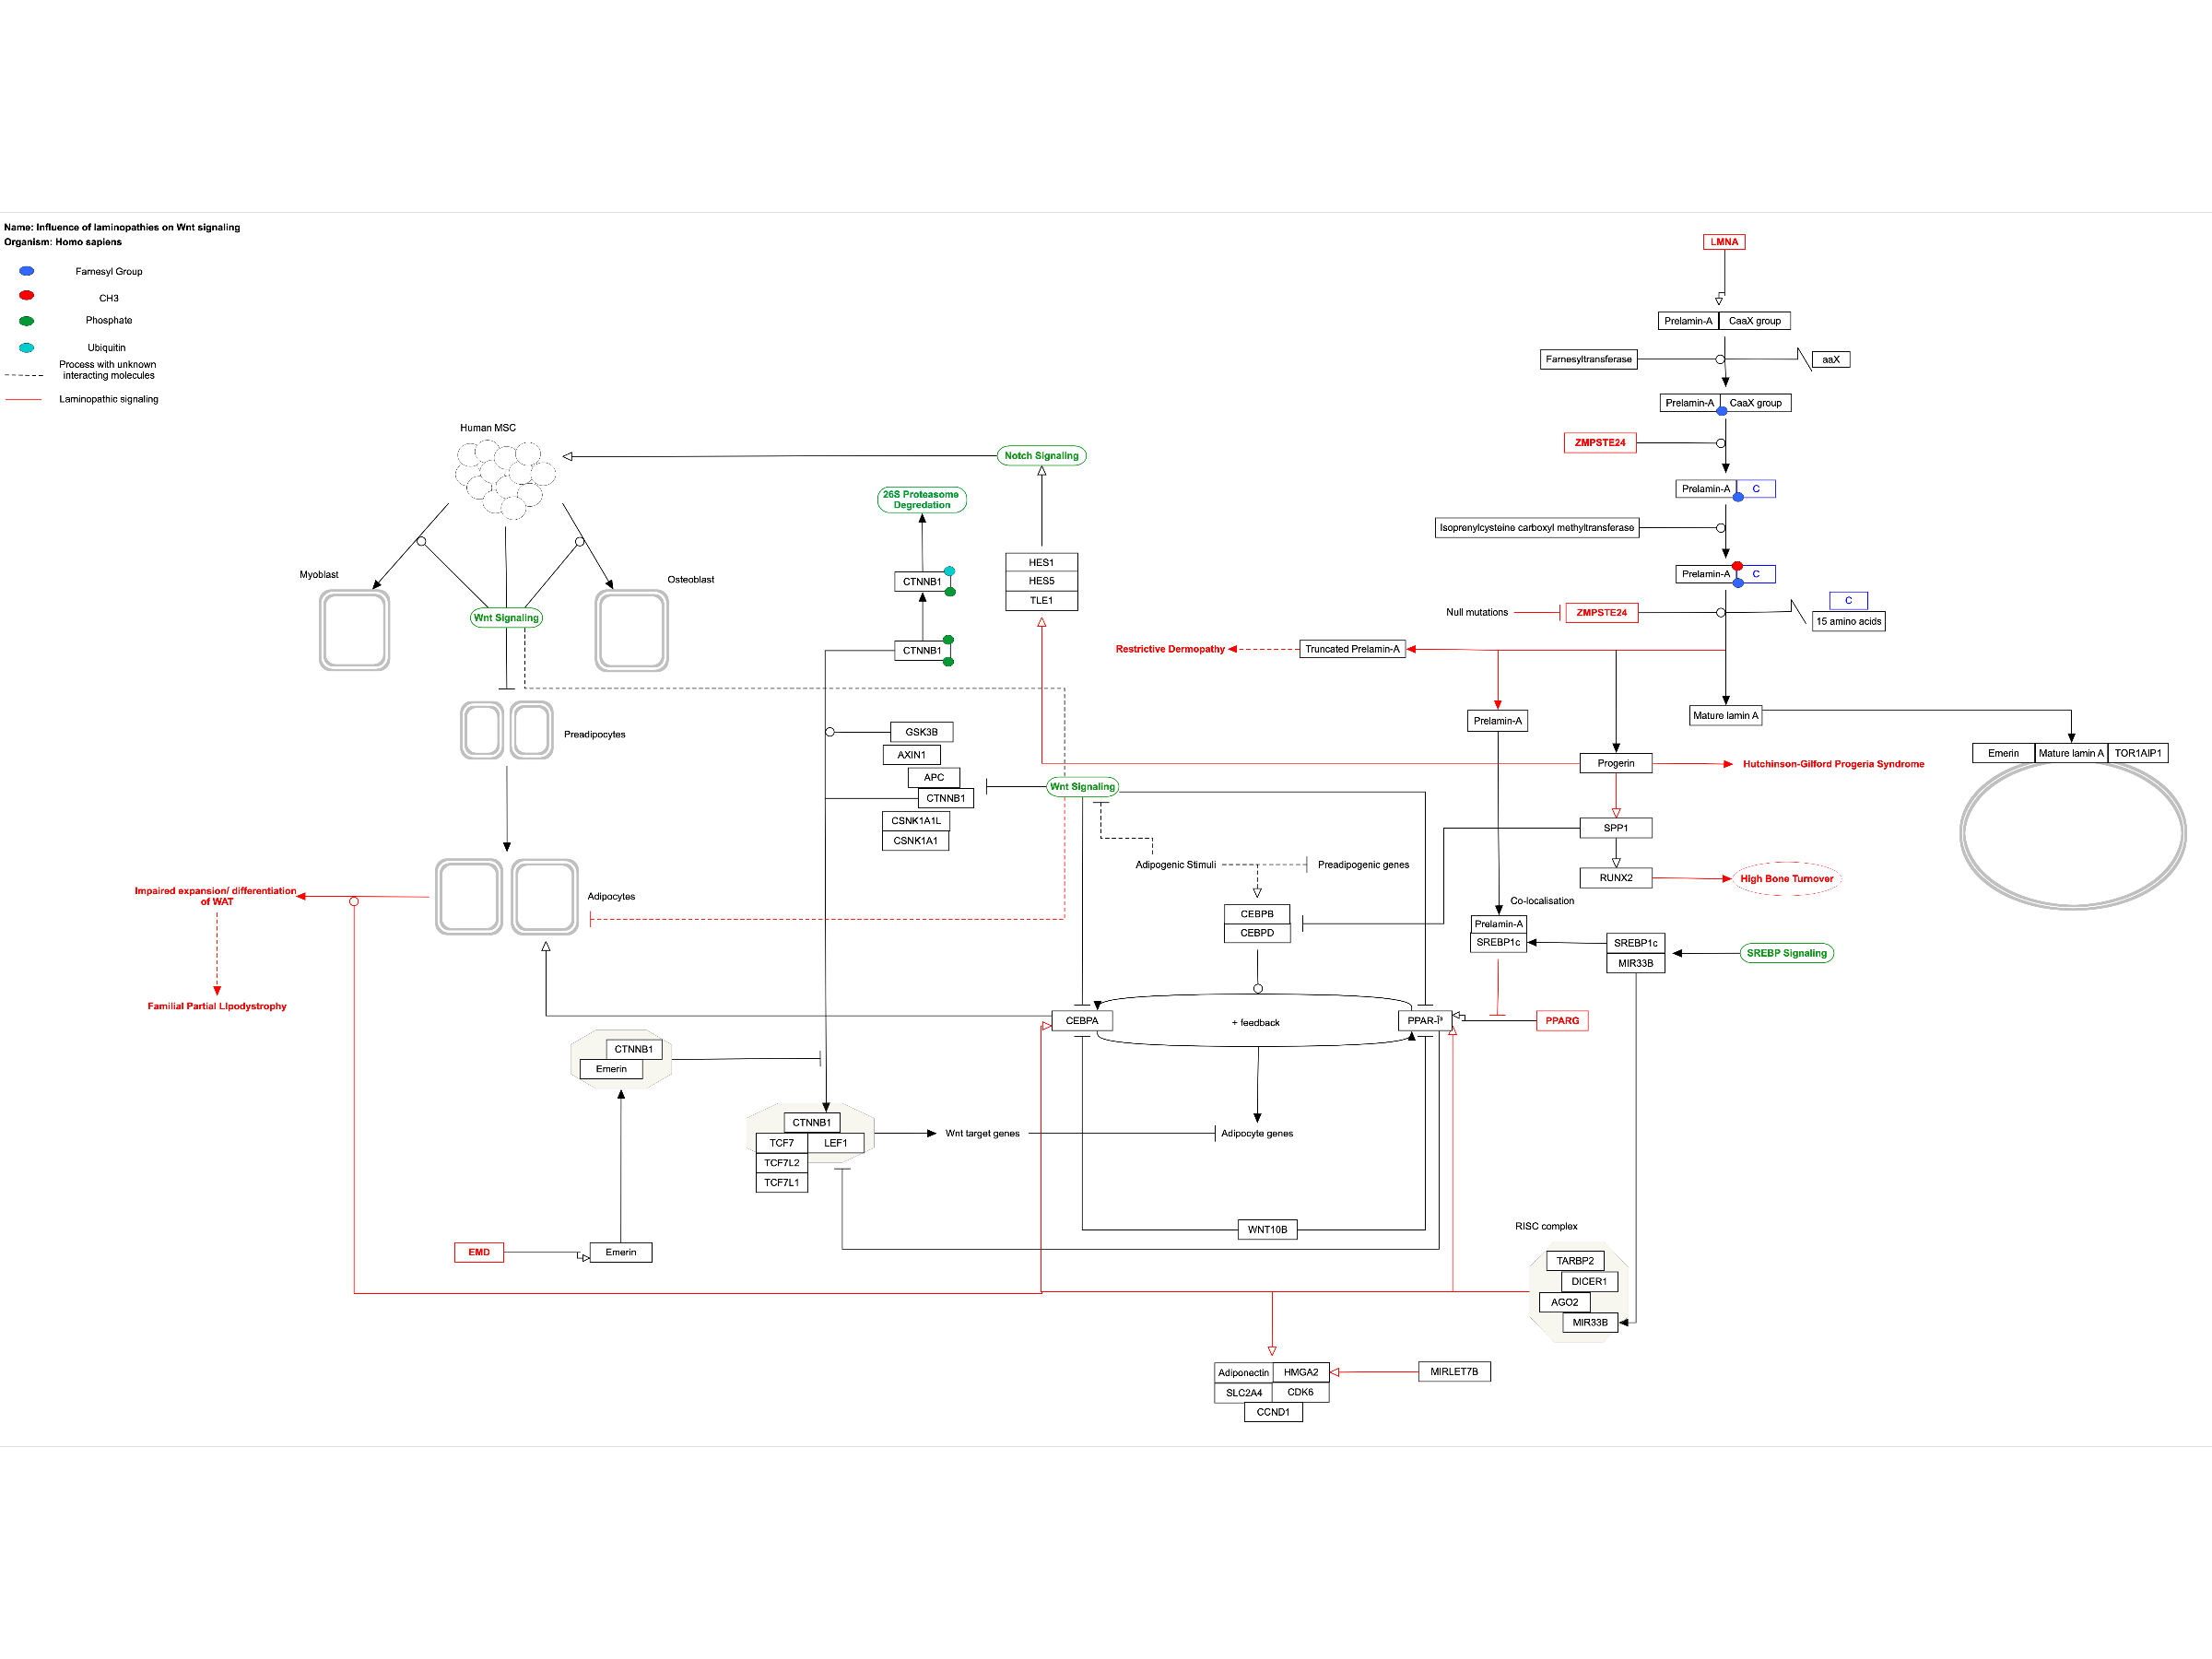 Name: Influence of laminopathies on Wnt signaling
Organism: Homo sapiens
Farnesyl Group
CH3
Phosphate
Ubiquitin
Process with unknown
interacting molecules
Laminopathic signaling
LMNA
Prelamin-A
CaaX group
Farnesyltransferase
aaX
Prelamin-A
CaaX group
ZMPSTE24
Prelamin-A
C
Isoprenylcysteine carboxyl methyltransferase
Prelamin-A
C
Null mutations
ZMPSTE24
C
15 amino acids
Restrictive Dermopathy
Truncated Prelamin-A
Prelamin-A
Mature lamin A
Progerin
Hutchinson-Gilford Progeria Syndrome
Emerin
Mature lamin A
TOR1AIP1
SPP1
RUNX2
High Bone Turnover
Co-localisation
Prelamin-A
SREBP1c
SREBP1c
MIR33B
SREBP Signaling
PPARG
Human MSC
Notch Signaling
26S Proteasome
Degredation
HES1
HES5
TLE1
CTNNB1
CTNNB1
Myoblast
Osteoblast
Wnt Signaling
Preadipocytes
GSK3B
AXIN1
APC
CTNNB1
CSNK1A1L
CSNK1A1
Wnt Signaling
Adipogenic Stimuli
Preadipogenic genes
CEBPB
CEBPD
Impaired expansion/ differentiation
of WAT
Adipocytes
Familial Partial LIpodystrophy
CEBPA
+ feedback
PPAR-Îª
CTNNB1
Emerin
CTNNB1
TCF7
LEF1
TCF7L2
TCF7L1
Wnt target genes
Adipocyte genes
WNT10B
EMD
Emerin
RISC complex
TARBP2
DICER1
AGO2
MIR33B
Adiponectin
HMGA2
SLC2A4
CDK6
CCND1
MIRLET7B